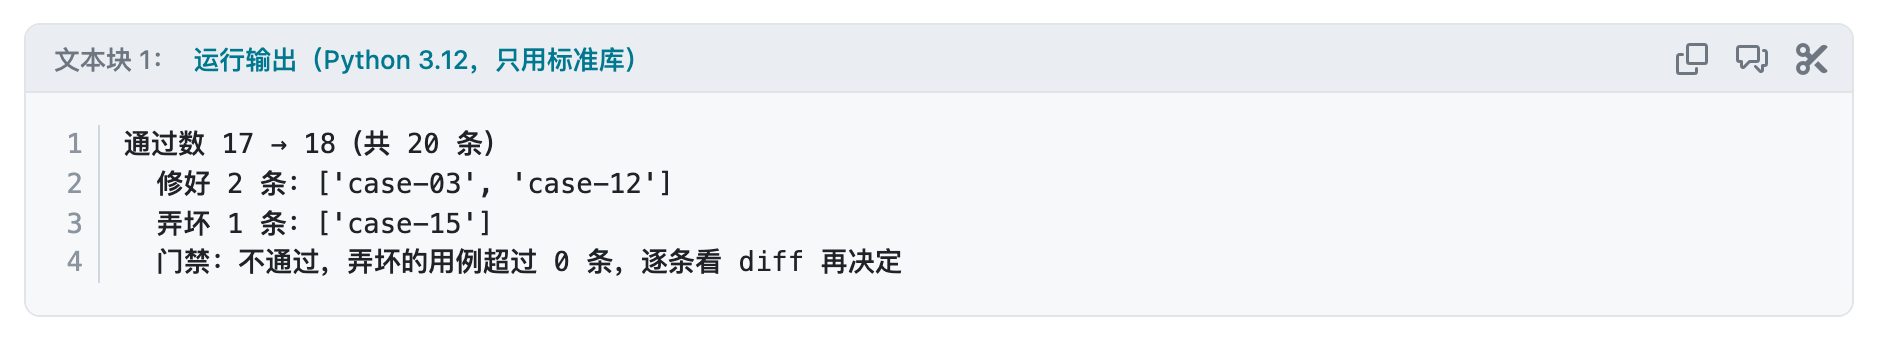 文本块 1： 运行输出（Python 3.12，只用标准库）
1 通过数 17 → 18（共 20 条）
2 修好 2 条：['case-03', 'case-12']
3 弄坏 1 条：['case-15']
4 门禁：不通过，弄坏的用例超过 0 条，逐条看 diff 再决定